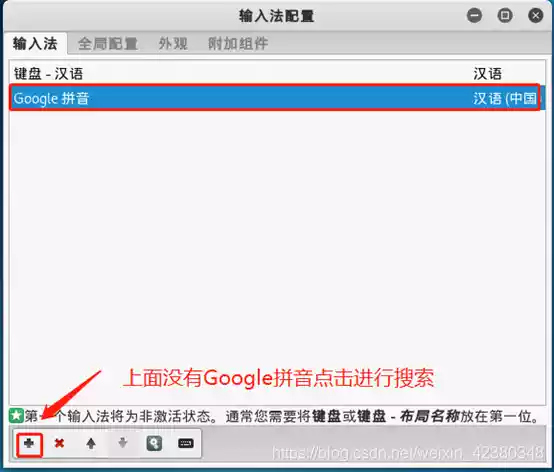 输入法配置
输入法 全局配置 外观 附加组件
键盘 - 汉语 汉语
Google 拼音 汉语 (中国
上面没有Google拼音点击进行搜索
第一个输入法将为非激活状态。通常您需要将键盘或键盘 - 布局名称放在第一位。
https://blog.csdn.net/weixin_42380348